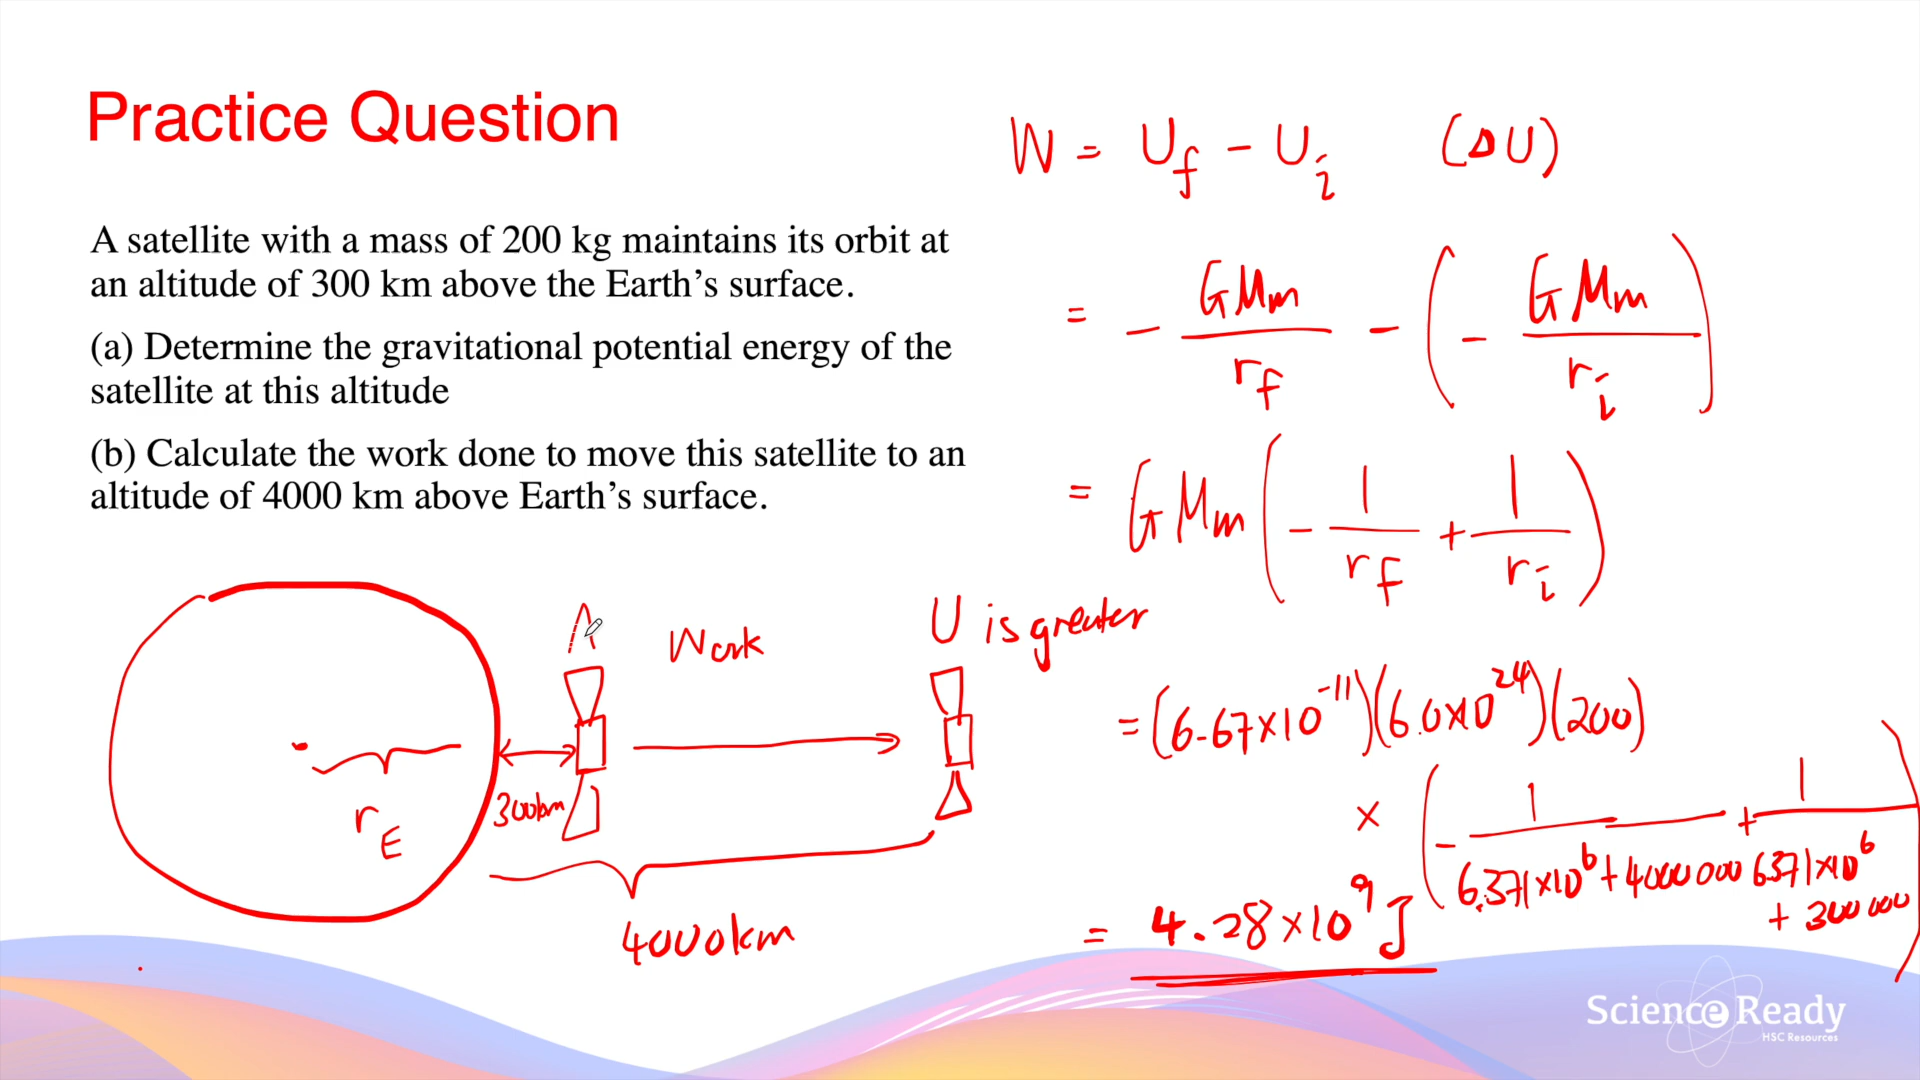 Practice Question
A satellite with a mass of 200 kg maintains its orbit at
an altitude of 300 km above the Earth’s surface.
(a) Determine the gravitational potential energy of the
satellite at this altitude
(b) Calculate the work done to move this satellite to an
altitude of 4000 km above Earth’s surface.
A
Work
U is greater
r_E
300km
4000km
W = U_f - U_i (ΔU)
= - GMm/r_f - (- GMm/r_i)
= GMm (- 1/r_f + 1/r_i)
= (6.67×10^-11)(6.0×10^24)(200)
× (- 1/(6.371×10^6 + 4000 000) + 1/(6371×10^6 + 300 000))
= 4.28×10^9 J
Science Ready
HSC Resources